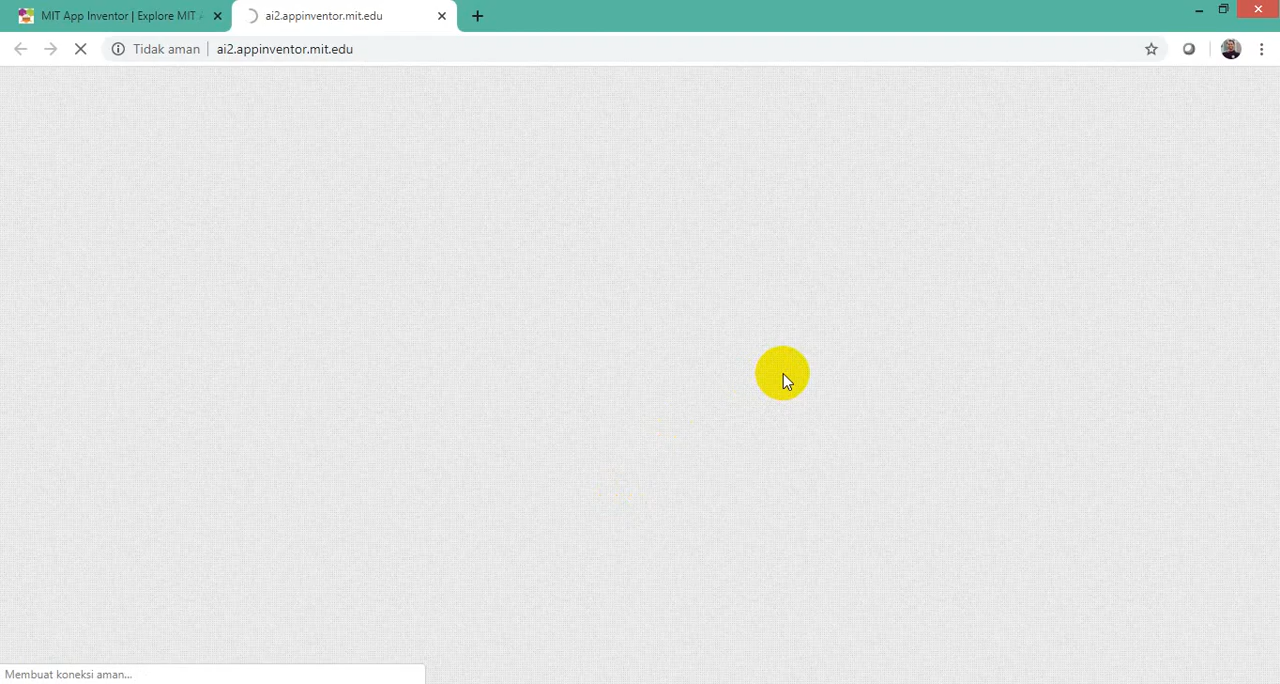 MIT App Inventor | Explore MIT
ai2.appinventor.mit.edu
Tidak aman
ai2.appinventor.mit.edu
Membuat koneksi aman...